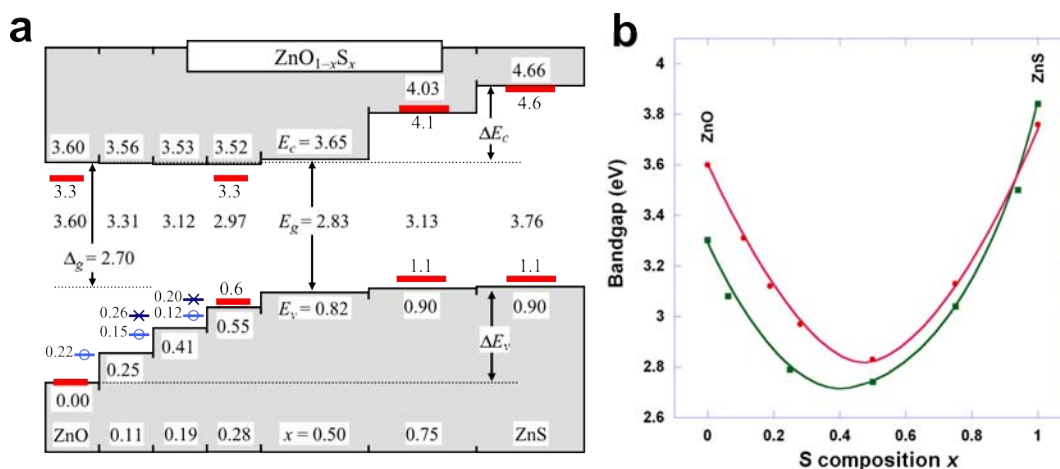 a
ZnO1−xSx
4.66
4.03
4.6
4.1
ΔEc
3.60 3.56 3.53 3.52 Ec = 3.65
3.3 3.3
3.60 3.31 3.12 2.97 Eg = 2.83 3.13 3.76
Δg = 2.70
1.1 1.1
0.20 0.6
0.26 0.12 Ev = 0.82 0.90 0.90
0.15 0.55
0.22 0.41 ΔEv
0.25
0.00
ZnO 0.11 0.19 0.28 x = 0.50 0.75 ZnS
b
Bandgap (eV)
4
3.8
3.6
3.4
3.2
3
2.8
2.6
ZnO
ZnS
0 0.2 0.4 0.6 0.8 1
S composition x